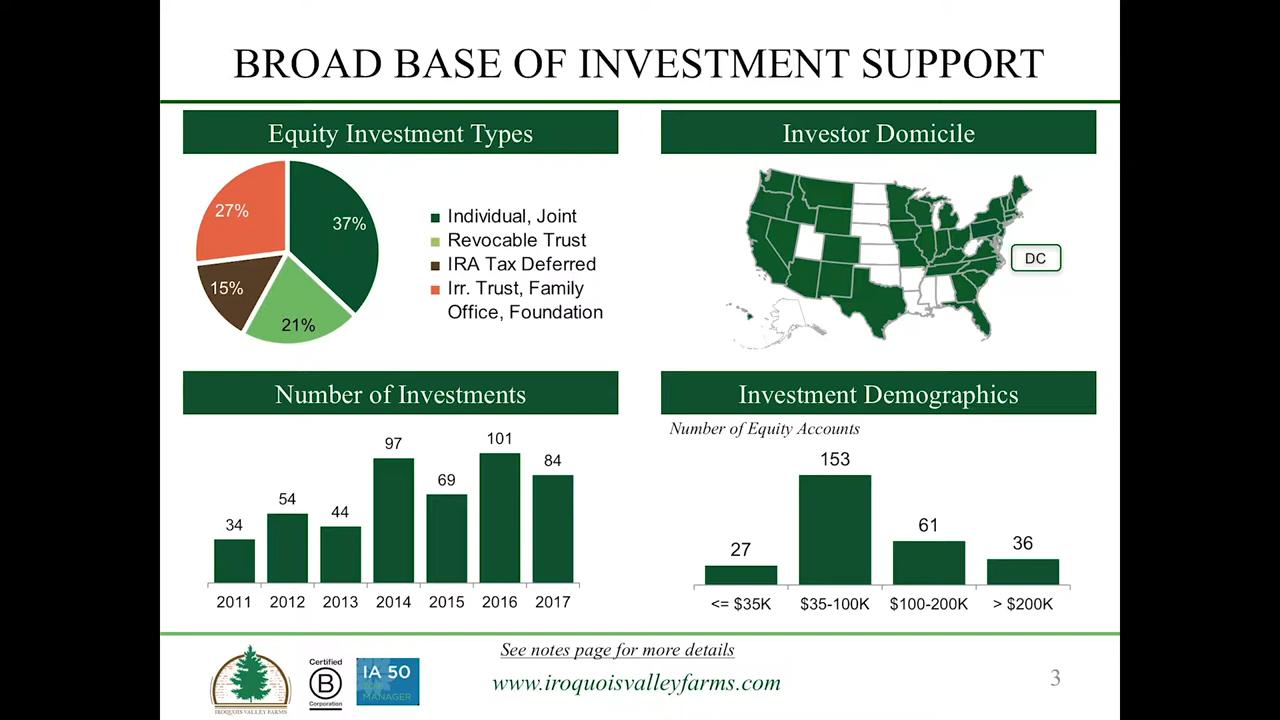 BROAD BASE OF INVESTMENT SUPPORT
Equity Investment Types
27%
37%
15%
21%
Individual, Joint
Revocable Trust
IRA Tax Deferred
Irr. Trust, Family
Office, Foundation
Investor Domicile
DC
Number of Investments
34
54
44
97
69
101
84
2011 2012 2013 2014 2015 2016 2017
Investment Demographics
Number of Equity Accounts
27
153
61
36
<= $35K $35-100K $100-200K > $200K
See notes page for more details
www.iroquoisvalleyfarms.com
IROQUOIS VALLEY FARMS
Certified
B
Corporation
IA 50
MANAGER
3